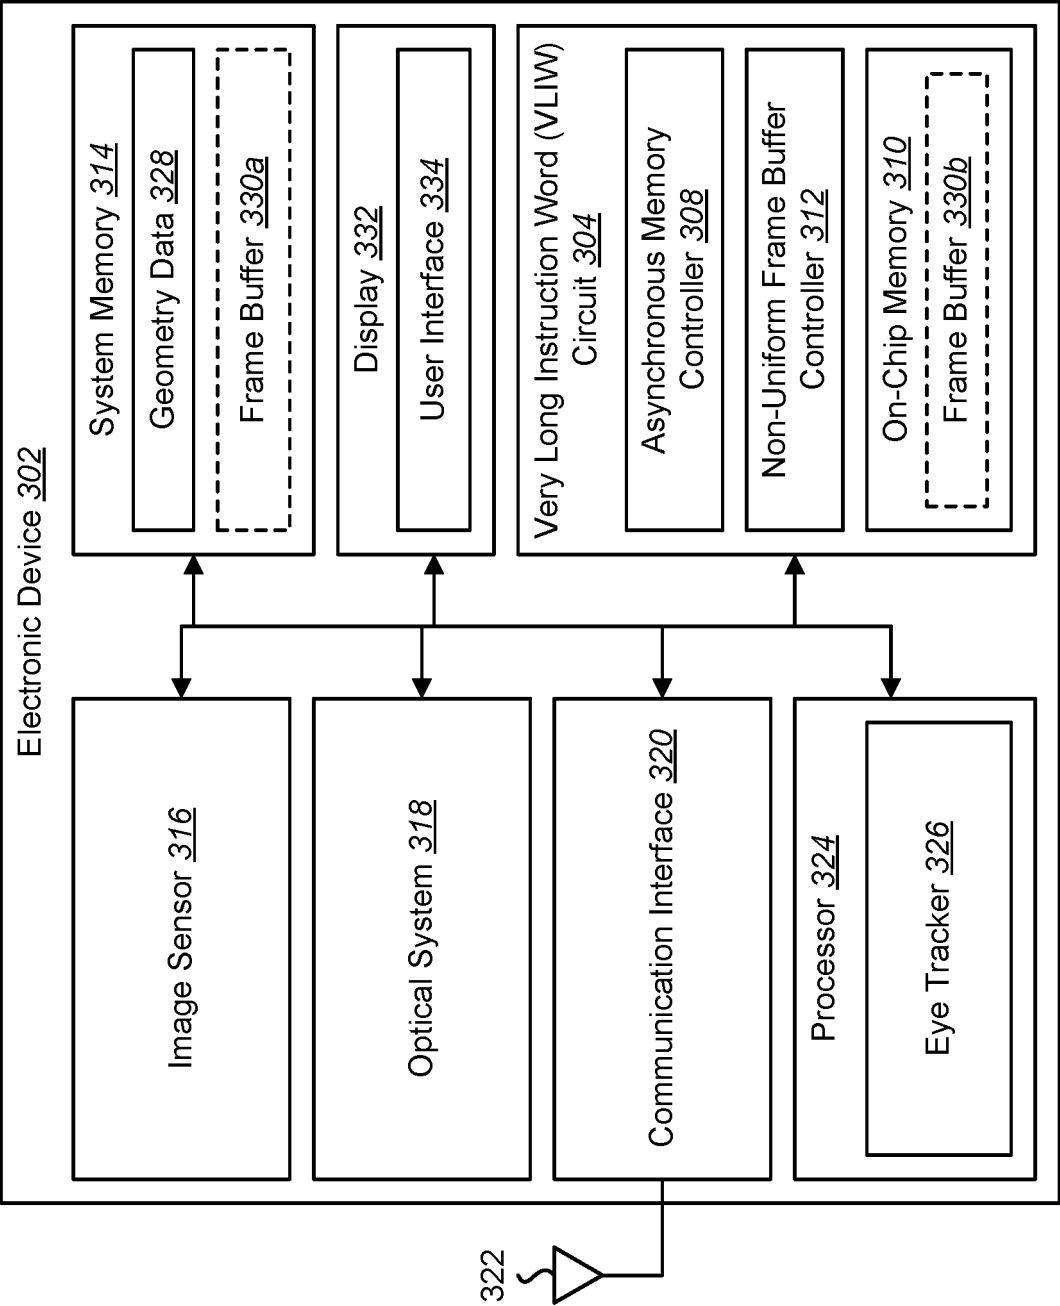 Electronic Device 302
Image Sensor 316
Optical System 318
Communication Interface 320
Processor 324
Eye Tracker 326
322
System Memory 314
Geometry Data 328
Frame Buffer 330a
Display 332
User Interface 334
Very Long Instruction Word (VLIW)
Circuit 304
Asynchronous Memory
Controller 308
Non-Uniform Frame Buffer
Controller 312
On-Chip Memory 310
Frame Buffer 330b